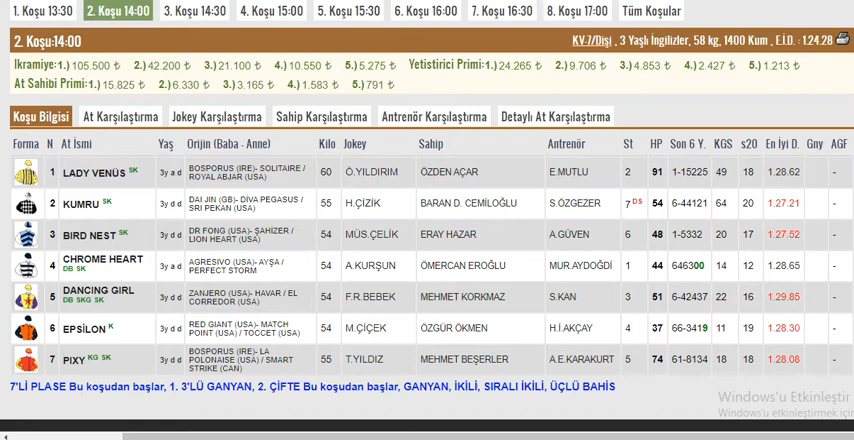 1. Koşu 13:30 2. Koşu 14:00 3. Koşu 14:30 4. Koşu 15:00 5. Koşu 15:30 6. Koşu 16:00 7. Koşu 16:30 8. Koşu 17:00 Tüm Koşular
2. Koşu:14:00 KV-7/Dişi , 3 Yaşlı İngilizler, 58 kg, 1400 Kum , E.İ.D. : 1.24.28
Ikramiye: 1.) 105.500 ₺ 2.) 42.200 ₺ 3.) 21.100 ₺ 4.) 10.550 ₺ 5.) 5.275 ₺ Yetistirici Primi: 1.) 24.265 ₺ 2.) 9.706 ₺ 3.) 4.853 ₺ 4.) 2.427 ₺ 5.) 1.213 ₺
At Sahibi Primi: 1.) 15.825 ₺ 2.) 6.330 ₺ 3.) 3.165 ₺ 4.) 1.583 ₺ 5.) 791 ₺
Koşu Bilgisi At Karşılaştırma Jokey Karşılaştırma Sahip Karşılaştırma Antrenör Karşılaştırma Detaylı At Karşılaştırma
Forma N At İsmi Yaş Orijin (Baba - Anne) Kilo Jokey Sahip Antrenör St HP Son 6 Y. KGS s20 En İyi D. Gny AGF
1 LADY VENÜS SK 3y a d BOSPORUS (IRE)- SOLITAIRE / ROYAL ABJAR (USA) 60 Ö.YILDIRIM ÖZDEN AÇAR E.MUTLU 2 91 1-15225 49 18 1.28.62 -
2 KUMRU SK 3y d d DAI JIN (GB)- DİVA PEGASUS / SRI PEKAN (USA) 55 H.ÇİZİK BARAN D. CEMİLOĞLU S.ÖZGEZER 7 DS 54 6-44121 64 20 1.27.21 -
3 BIRD NEST SK 3y d d DR FONG (USA)- ŞAHİZER / LION HEART (USA) 54 MÜS.ÇELİK ERAY HAZAR A.GÜVEN 6 48 1-5332 20 17 1.27.52 -
4 CHROME HEART DB SK 3y a d AGRESIVO (USA)- AYŞA / PERFECT STORM 54 A.KURŞUN ÖMERCAN EROĞLU MUR.AYDOĞDİ 1 44 646300 14 12 1.28.65 -
5 DANCING GIRL DB SKG SK 3y d d ZANJERO (USA)- HAVAR / EL CORREDOR (USA) 54 F.R.BEBEK MEHMET KORKMAZ S.KAN 3 51 6-42437 22 16 1.29.85 -
6 EPSİLON K 3y d d RED GIANT (USA)- MATCH POINT (USA) / TOCCET (USA) 54 M.ÇİÇEK ÖZGÜR ÖKMEN H.İ.AKÇAY 4 37 66-3419 11 19 1.28.30 -
7 PIXY KG SK 3y d d BOSPORUS (IRE)- LA POLONAISE (USA) / SMART STRIKE (CAN) 55 T.YILDIZ MEHMET BEŞERLER A.E.KARAKURT 5 74 61-8134 18 18 1.28.08 -
7'Lİ PLASE Bu koşudan başlar, 1. 3'LÜ GANYAN, 2. ÇİFTE Bu koşudan başlar, GANYAN, İKİLİ, SIRALI İKİLİ, ÜÇLÜ BAHİS
Windows'u Etkinleştir
Windows'u etkinleştirmek için